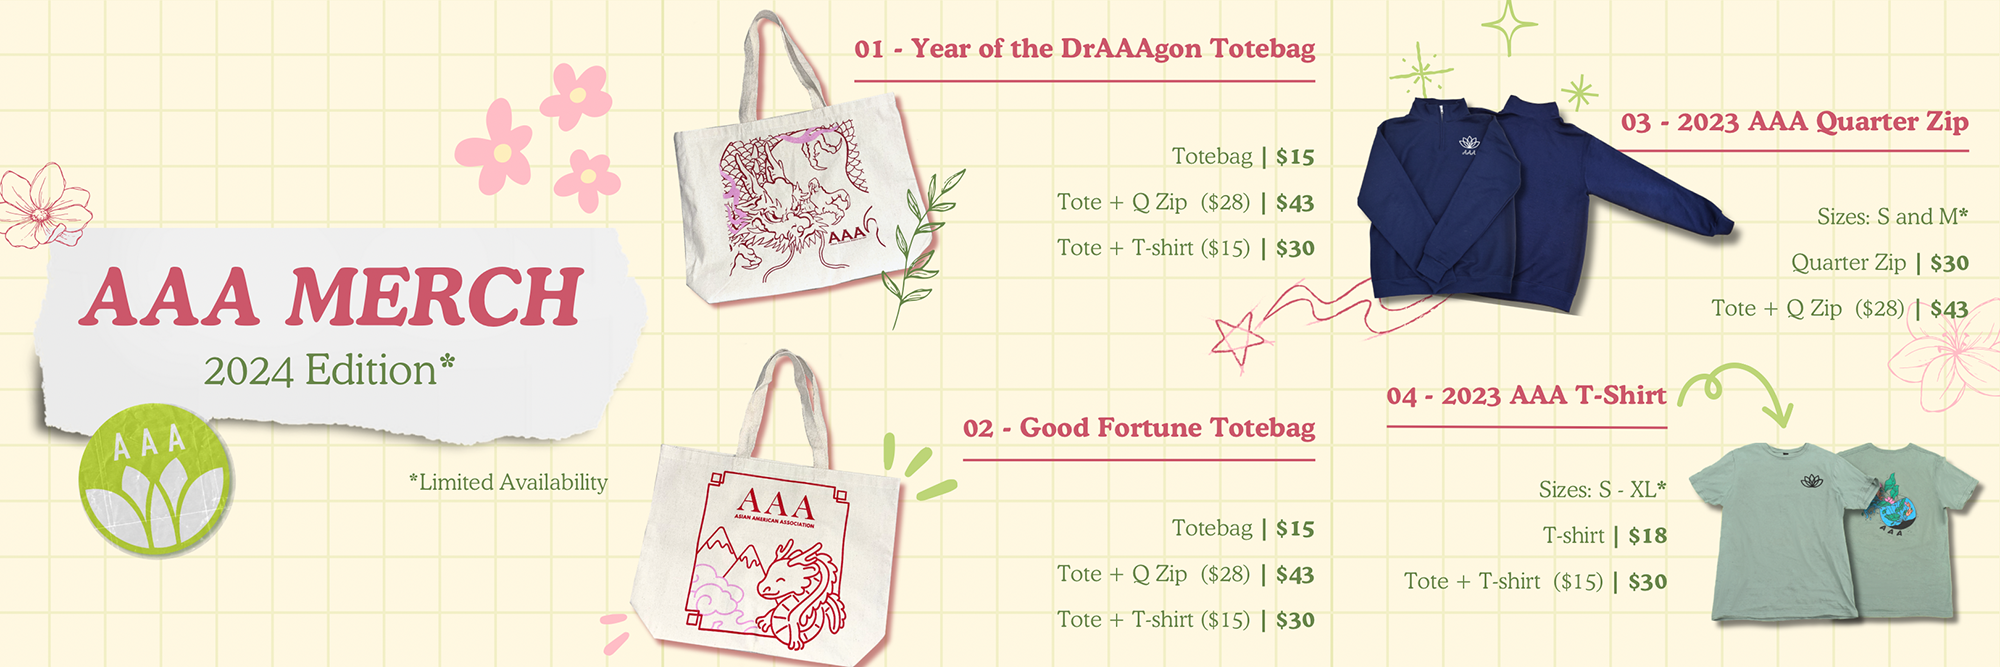 AAA MERCH
2024 Edition*
AAA
*Limited Availability
01 - Year of the DrAAAgon Totebag
Totebag | $15
Tote + Q Zip ($28) | $43
Tote + T-shirt ($15) | $30
AAA
02 - Good Fortune Totebag
Totebag | $15
Tote + Q Zip ($28) | $43
Tote + T-shirt ($15) | $30
AAA
ASIAN AMERICAN ASSOCIATION
03 - 2023 AAA Quarter Zip
Sizes: S and M*
Quarter Zip | $30
Tote + Q Zip ($28) | $43
AAA
04 - 2023 AAA T-Shirt
Sizes: S - XL*
T-shirt | $18
Tote + T-shirt ($15) | $30
AAA